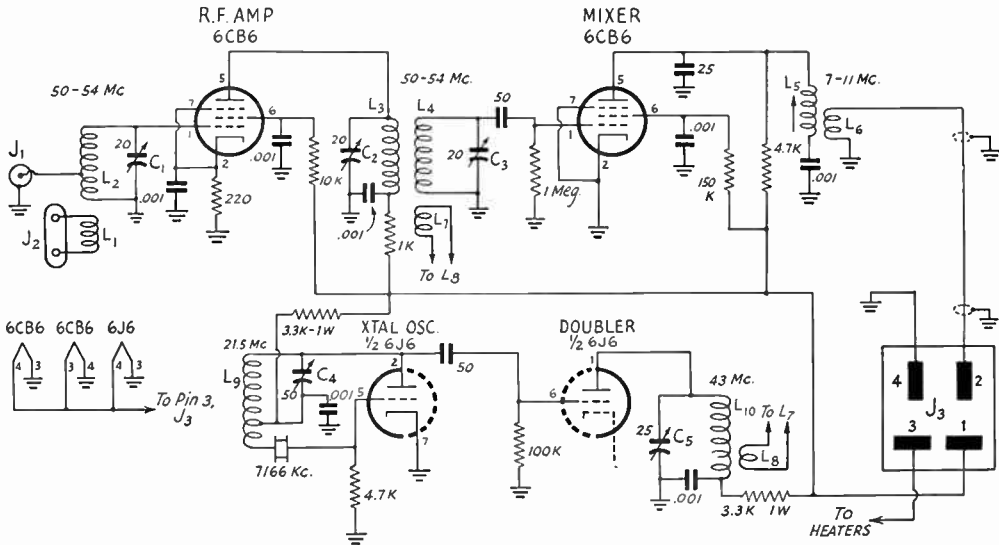 R.F. AMP
6CB6
MIXER
6CB6
50-54 Mc
5
7
1
6
2
J1
L2
20
C1
.001
220
.001
10K
J2
L1
50-54 Mc.
L3
L4
20
C2
.001
1K
20
C3
50
1 Meg.
L7
To L8
5
7
1
6
2
25
.001
150
K
4.7K
7-11 Mc.
L5
L6
.001
6CB6
6CB6
6J6
4
3
3
4
4
3
To Pin 3,
J3
3.3K-1W
XTAL OSC.
½ 6J6
21.5 Mc
L9
C4
50
.001
2
5
7
7166 Kc.
4.7K
50
DOUBLER
½ 6J6
1
6
100K
43 Mc.
25
C5
L10
To L7
L8
.001
3.3K 1W
4
2
J3
3
1
TO
HEATERS